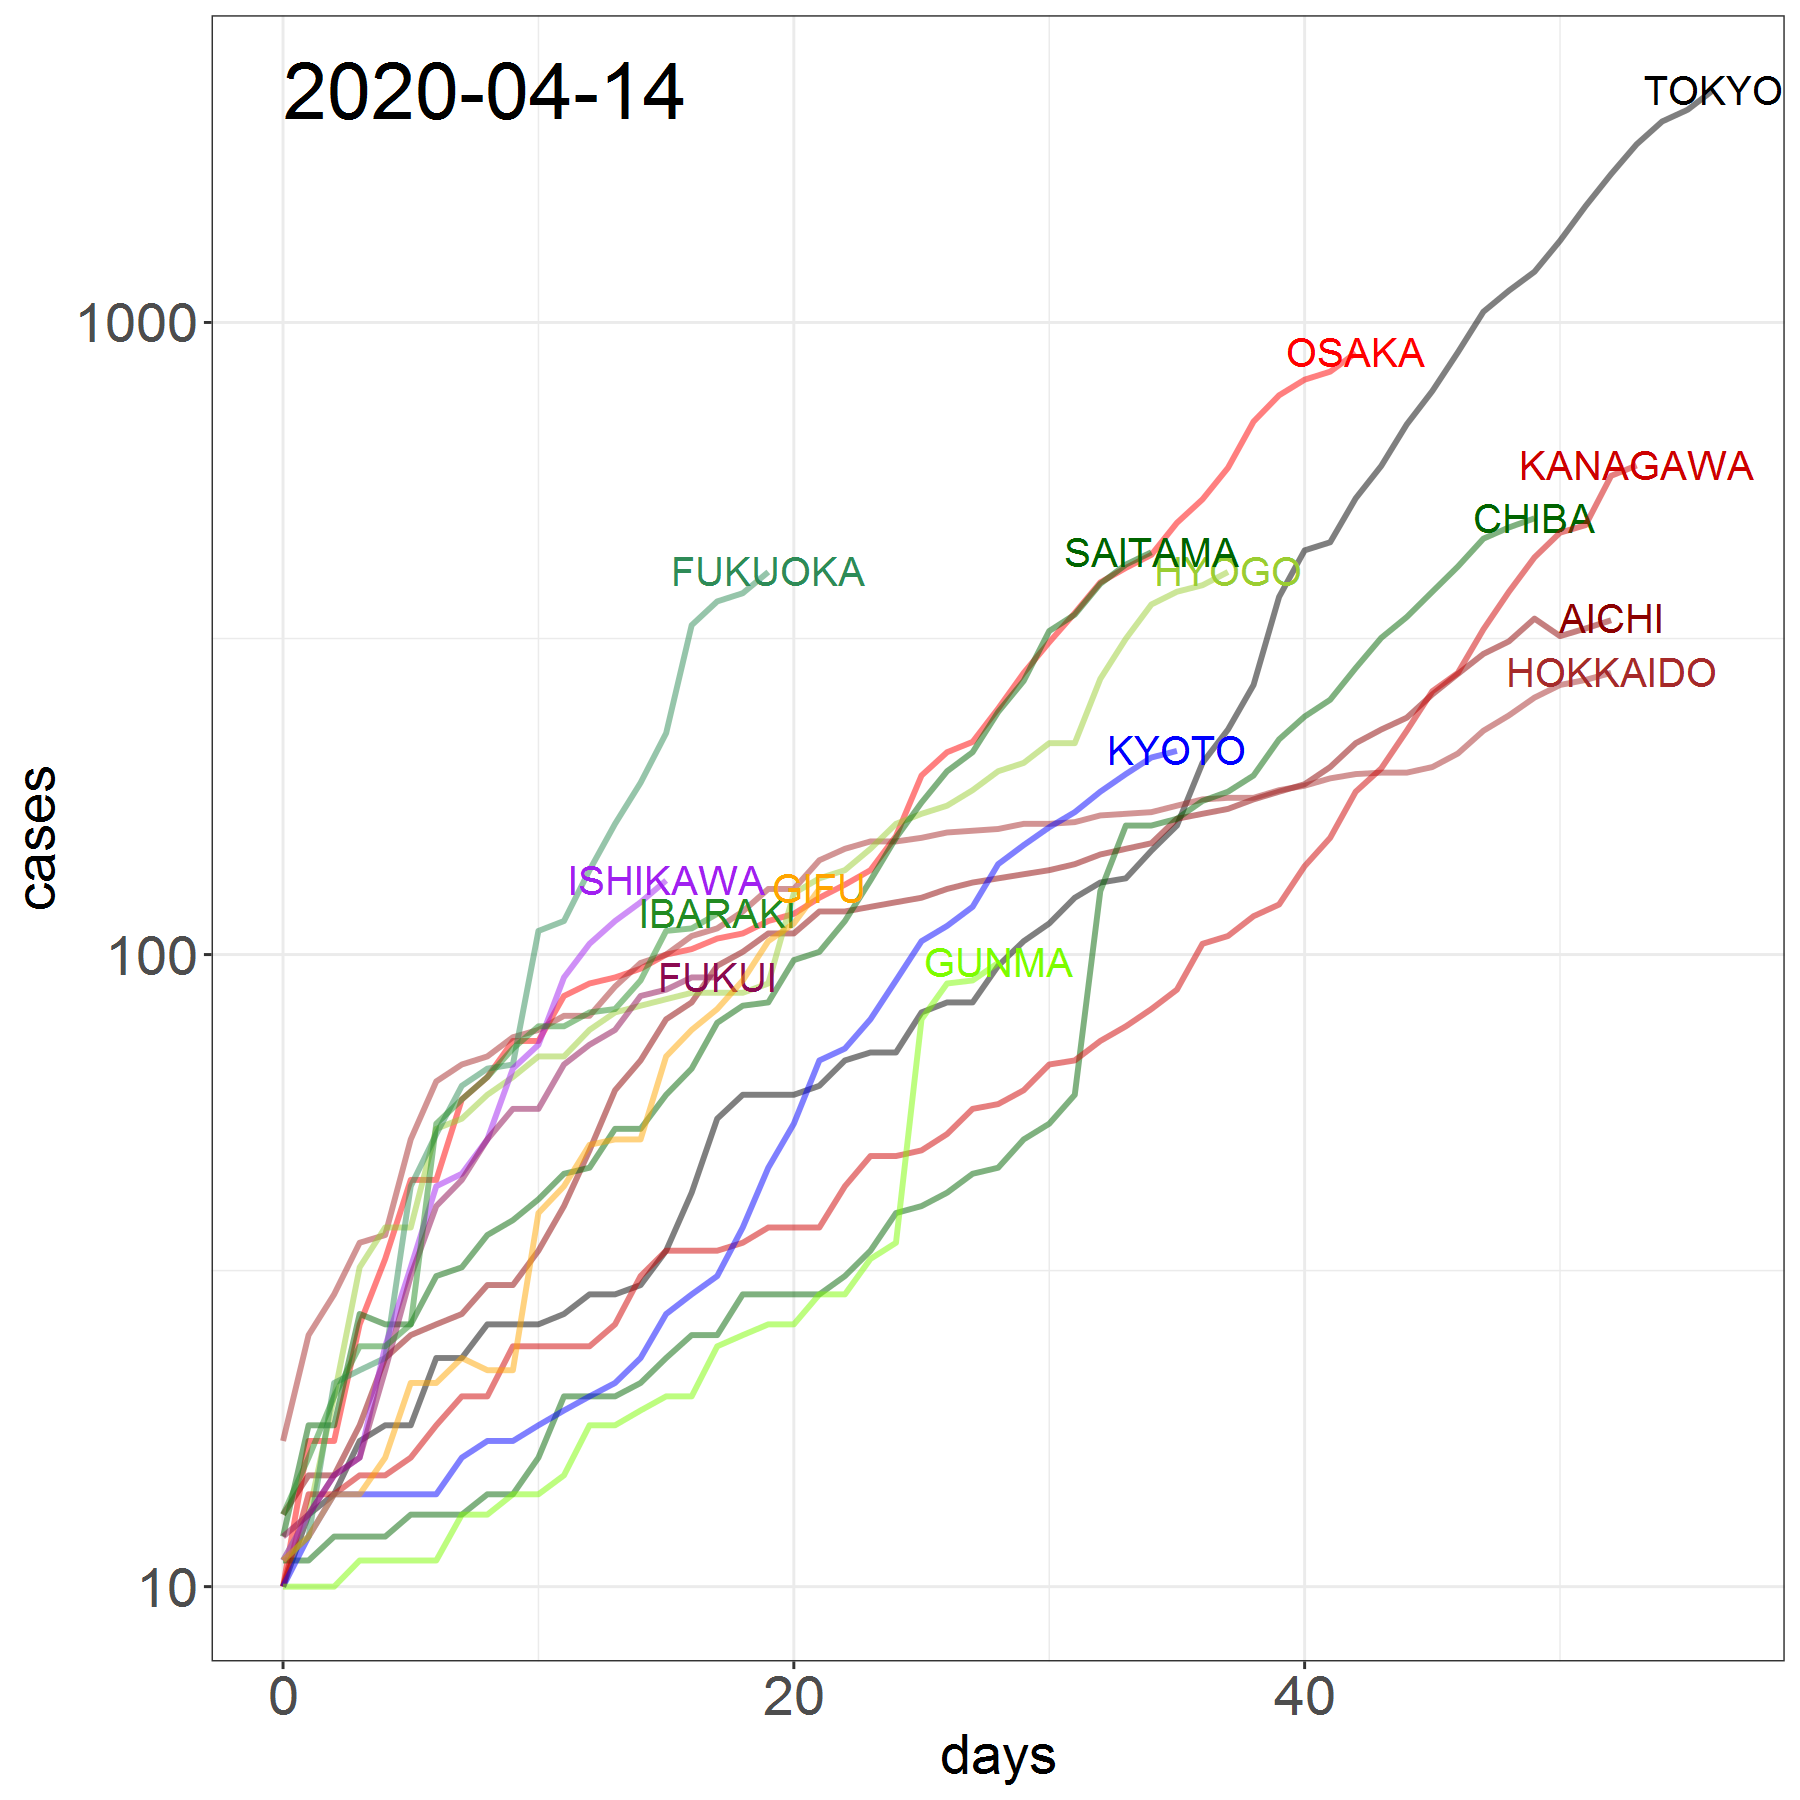 2020-04-14
TOKYO
1000
OSAKA
KANAGAWA
CHIBA
SAITAMA
HYOGO
FUKUOKA
AICHI
HOKKAIDO
KYOTO
ISHIKAWA
GIFU
IBARAKI
100
FUKUI
GUNMA
cases
10
0 20 40
days